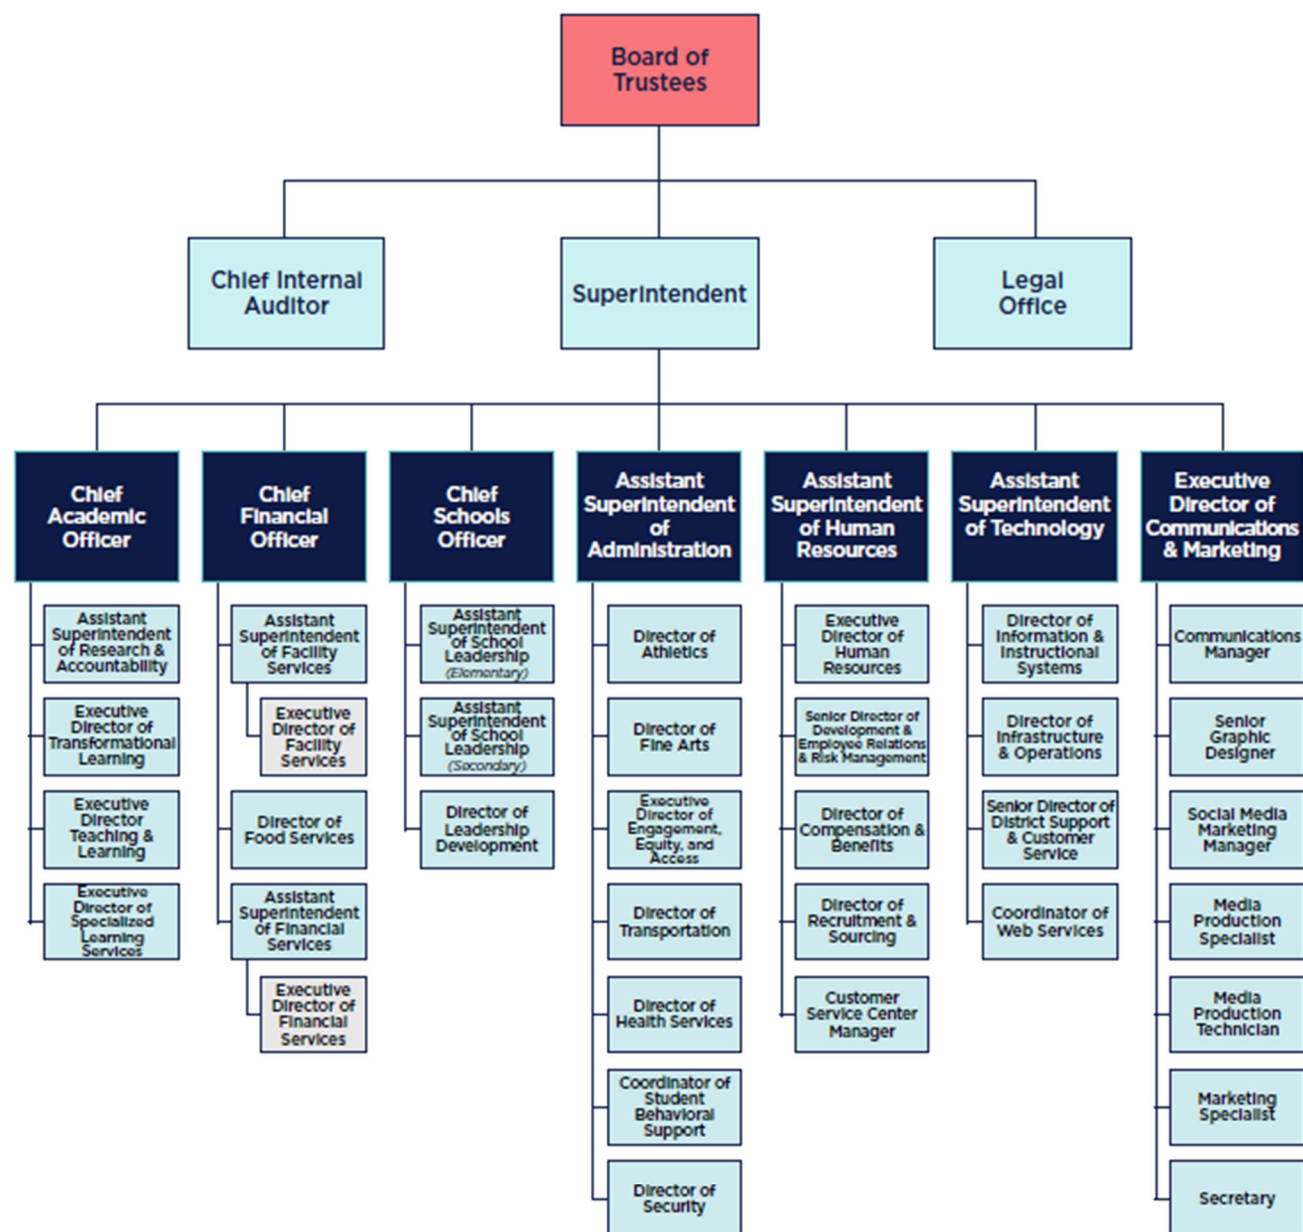 Board of
Trustees
Chief Internal
Auditor
Superintendent
Legal
Office
Chief
Academic
Officer
Chief
Financial
Officer
Chief
Schools
Officer
Assistant
Superintendent
of
Administration
Assistant
Superintendent
of Human
Resources
Assistant
Superintendent
of Technology
Executive
Director of
Communications
& Marketing
Assistant
Superintendent
of Research &
Accountability
Executive
Director of
Transformational
Learning
Executive
Director
Teaching &
Learning
Executive
Director of
Specialized
Learning
Services
Assistant
Superintendent
of Facility
Services
Executive
Director of
Facility
Services
Director of
Food Services
Assistant
Superintendent
of Financial
Services
Executive
Director of
Financial
Services
Assistant
Superintendent
of School
Leadership
(Elementary)
Assistant
Superintendent
of School
Leadership
(Secondary)
Director of
Leadership
Development
Director of
Athletics
Director of
Fine Arts
Executive
Director of
Engagement,
Equity, and
Access
Director of
Transportation
Director of
Health Services
Coordinator of
Student
Behavioral
Support
Director of
Security
Executive
Director of
Human
Resources
Senior Director of
Development &
Employee Relations
& Risk Management
Director of
Compensation &
Benefits
Director of
Recruitment &
Sourcing
Customer
Service Center
Manager
Director of
Information &
Instructional
Systems
Director of
Infrastructure
& Operations
Senior Director of
District Support
& Customer
Service
Coordinator of
Web Services
Communications
Manager
Senior
Graphic
Designer
Social Media
Marketing
Manager
Media
Production
Specialist
Media
Production
Technician
Marketing
Specialist
Secretary